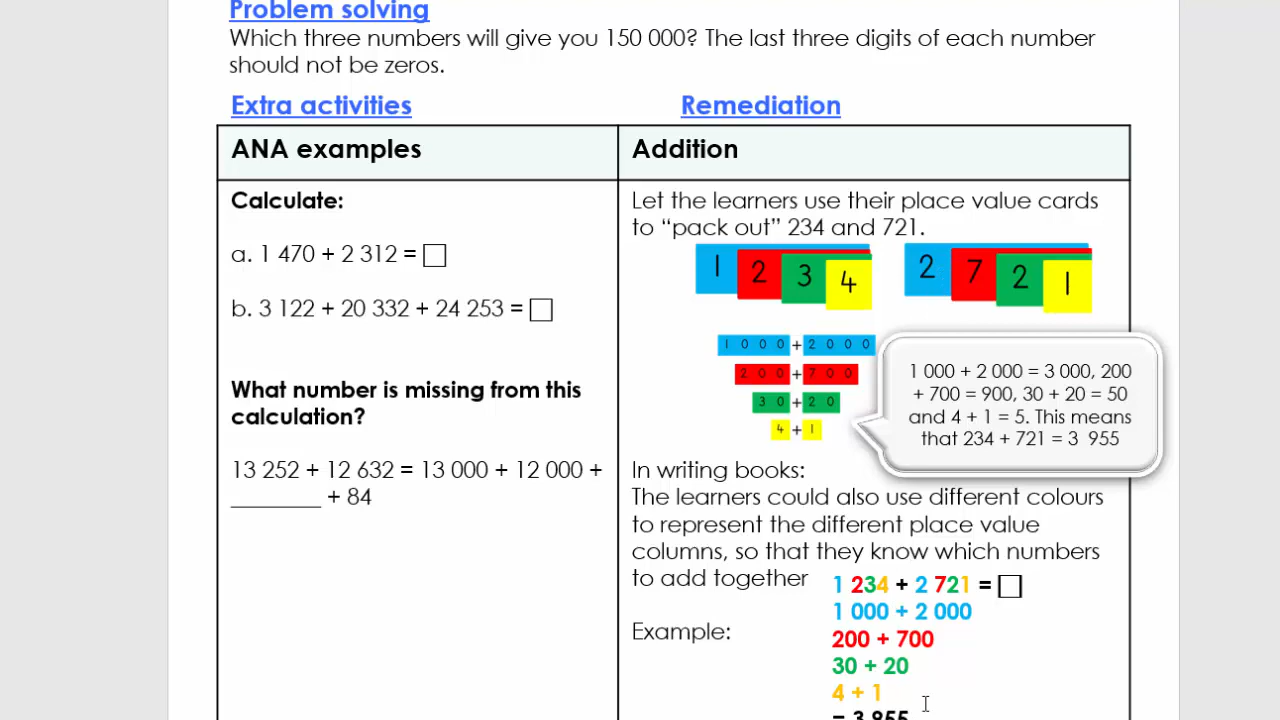 Problem solving
Which three numbers will give you 150 000? The last three digits of each number
should not be zeros.
Extra activities
Remediation
ANA examples
Addition
Calculate:
a. 1 470 + 2 312 = □
b. 3 122 + 20 332 + 24 253 = □
What number is missing from this
calculation?
13 252 + 12 632 = 13 000 + 12 000 +
________ + 84
Let the learners use their place value cards
to “pack out” 234 and 721.
1 2 3 4
2 7 2 1
1 0 0 0 + 2 0 0 0
2 0 0 + 7 0 0
3 0 + 2 0
4 + 1
1 000 + 2 000 = 3 000, 200
+ 700 = 900, 30 + 20 = 50
and 4 + 1 = 5. This means
that 234 + 721 = 3 955
In writing books:
The learners could also use different colours
to represent the different place value
columns, so that they know which numbers
to add together
Example:
1 234 + 2 721 = □
1 000 + 2 000
200 + 700
30 + 20
4 + 1
= 3 955